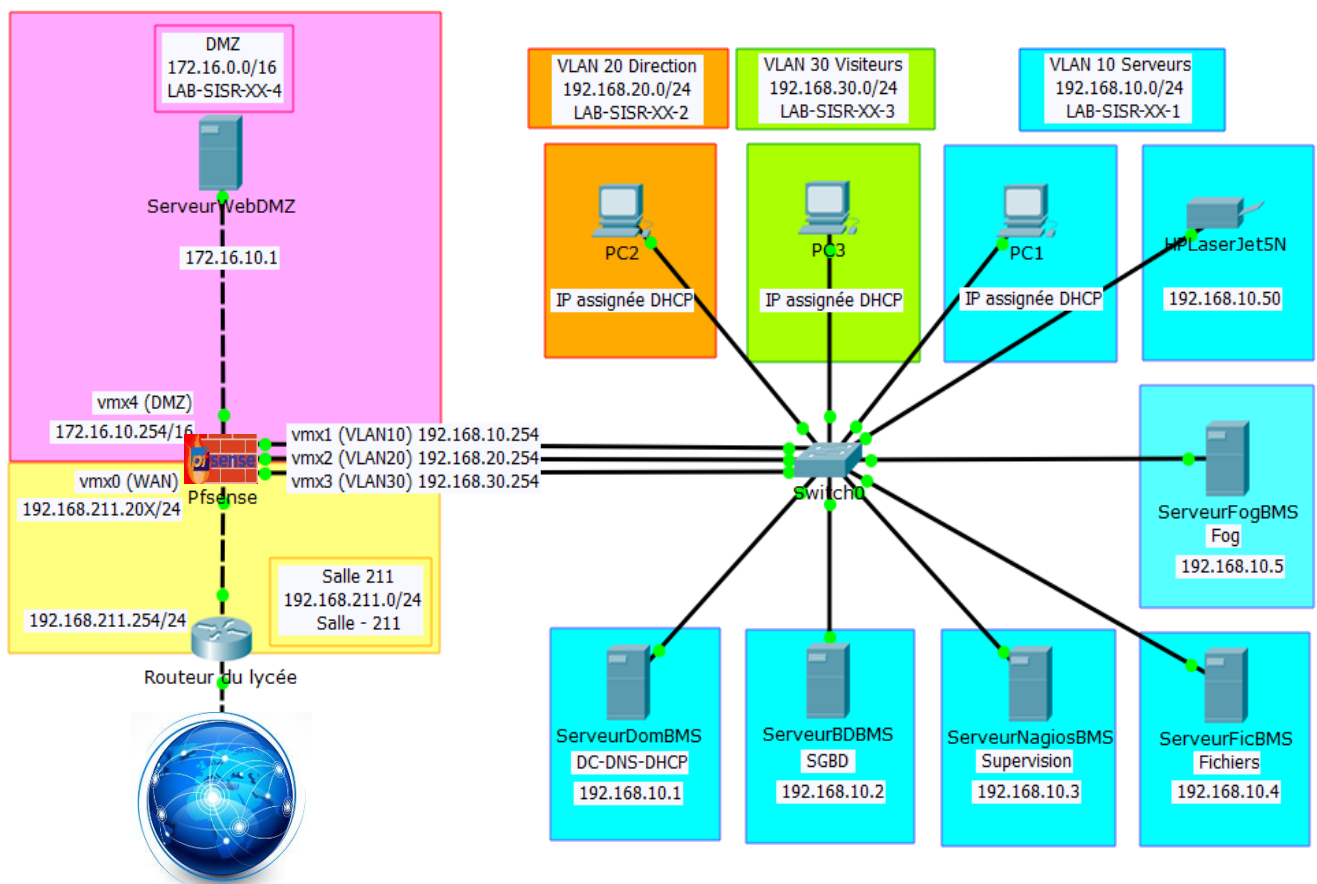 DMZ
172.16.0.0/16
LAB-SISR-XX-4
ServeurWebDMZ
172.16.10.1
vmx4 (DMZ)
172.16.10.254/16
pfsense
Pfsense
vmx0 (WAN)
192.168.211.20X/24
Salle 211
192.168.211.0/24
Salle - 211
192.168.211.254/24
Routeur du lycée
vmx1 (VLAN10) 192.168.10.254
vmx2 (VLAN20) 192.168.20.254
vmx3 (VLAN30) 192.168.30.254
VLAN 20 Direction
192.168.20.0/24
LAB-SISR-XX-2
VLAN 30 Visiteurs
192.168.30.0/24
LAB-SISR-XX-3
VLAN 10 Serveurs
192.168.10.0/24
LAB-SISR-XX-1
PC2
IP assignée DHCP
PC3
IP assignée DHCP
PC1
IP assignée DHCP
HPLaserJet5N
192.168.10.50
Switch0
ServeurFogBMS
Fog
192.168.10.5
ServeurDomBMS
DC-DNS-DHCP
192.168.10.1
ServeurBDBMS
SGBD
192.168.10.2
ServeurNagiosBMS
Supervision
192.168.10.3
ServeurFicBMS
Fichiers
192.168.10.4